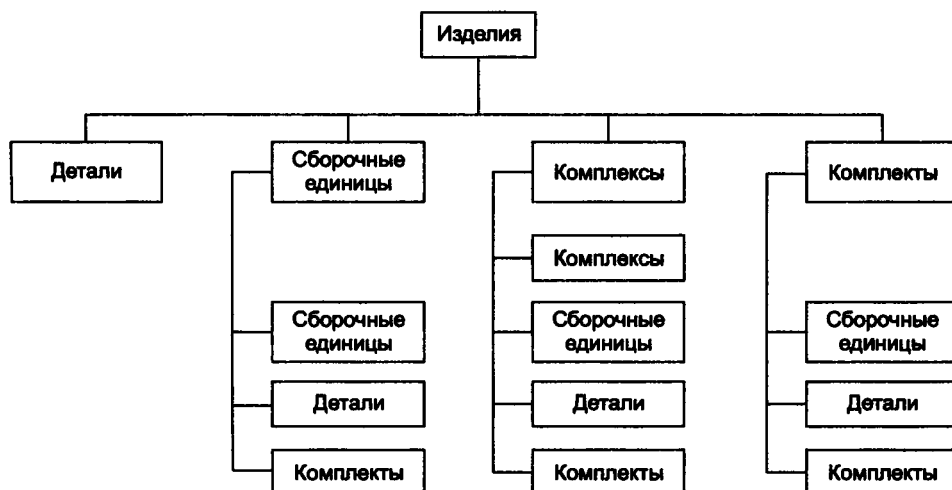 Изделия
Детали
Сборочные
единицы
Комплексы
Комплекты
Комплексы
Сборочные
единицы
Сборочные
единицы
Сборочные
единицы
Детали
Детали
Детали
Комплекты
Комплекты
Комплекты